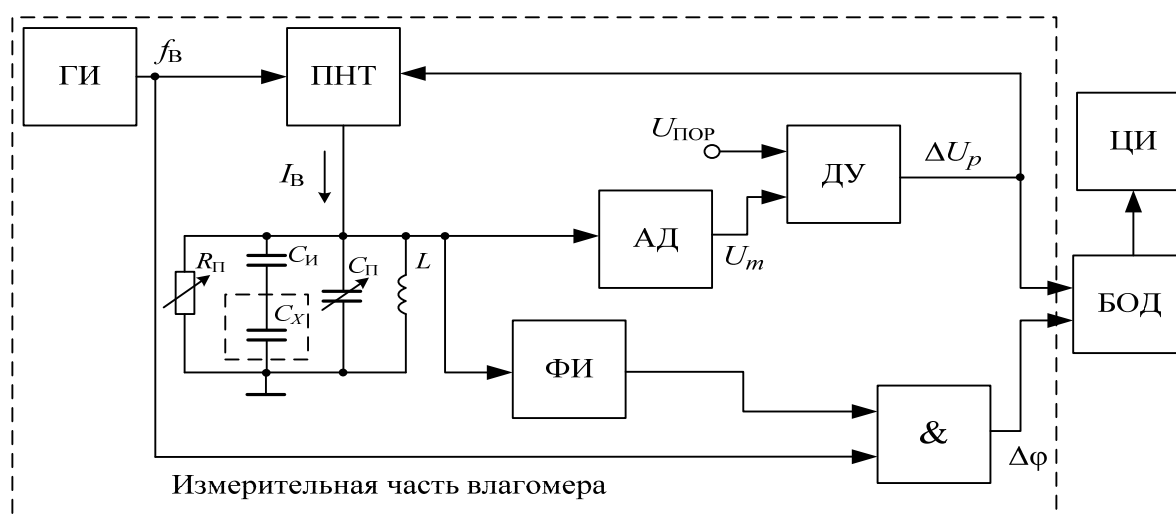 ГИ
fВ
ПНТ
ЦИ
UПОР
ДУ
ΔUp
IВ
АД
Um
RП
CИ
CП
L
CX
БОД
ФИ
&
Δφ
Измерительная часть влагомера